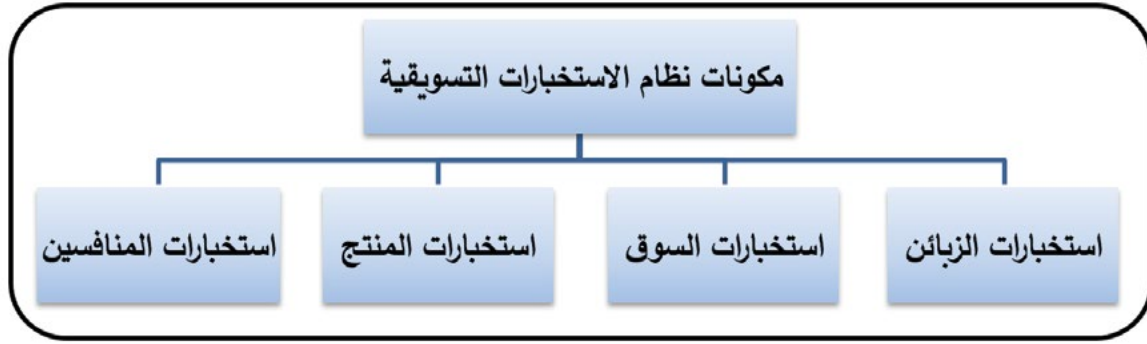 مكونات نظام الاستخبارات التسويقية
استخبارات الزبائن
استخبارات السوق
استخبارات المنتج
استخبارات المنافسين